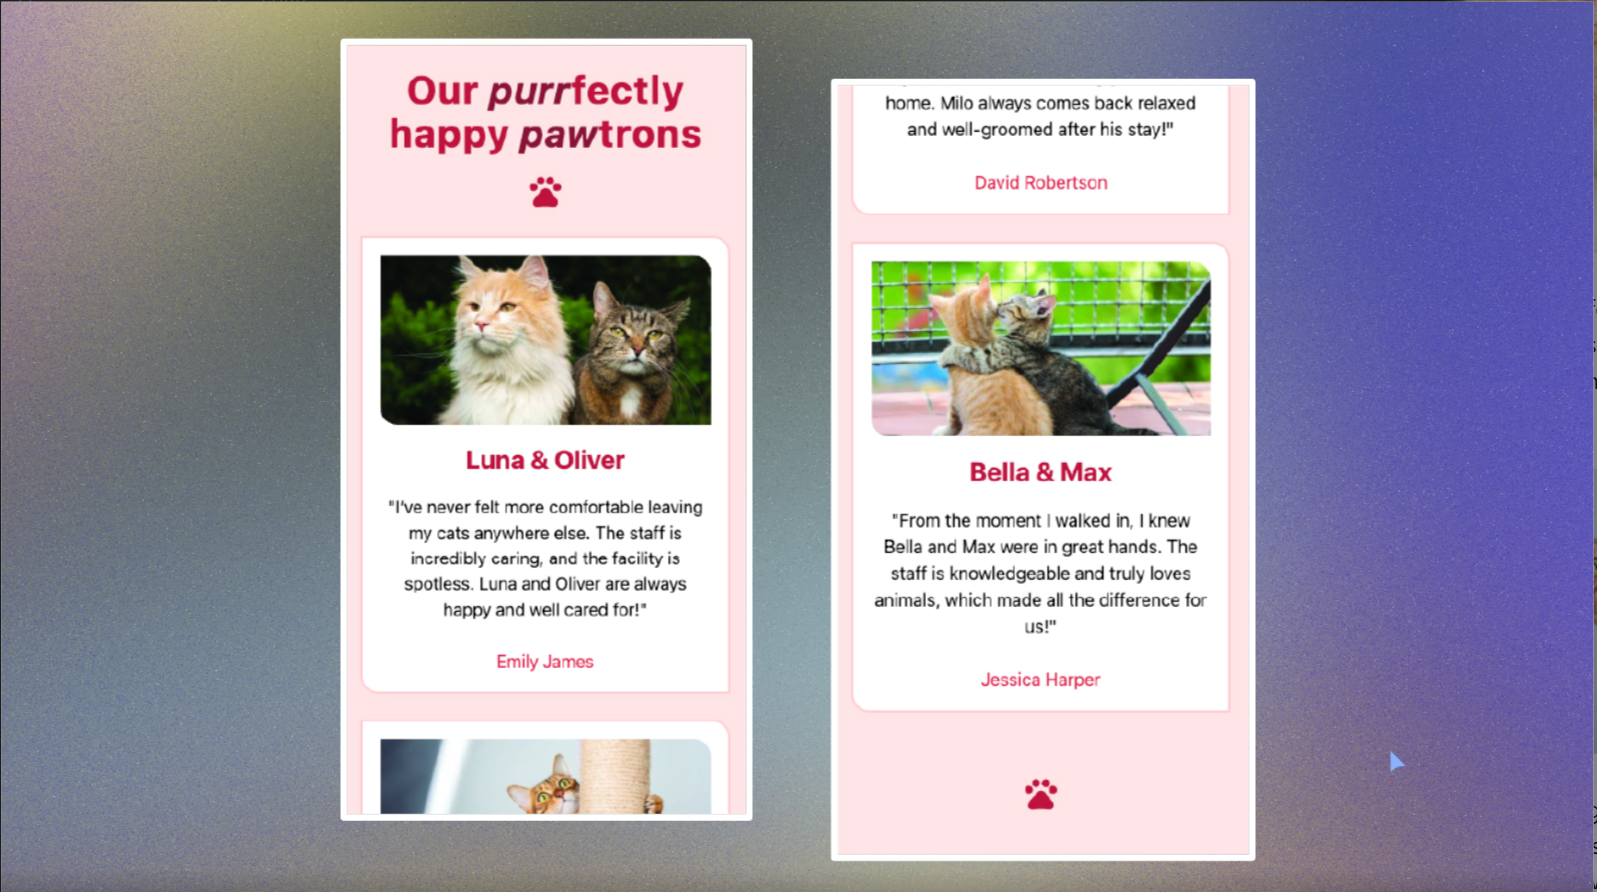 Our purrfectly
happy pawtrons
Luna & Oliver
"I've never felt more comfortable leaving
my cats anywhere else. The staff is
incredibly caring, and the facility is
spotless. Luna and Oliver are always
happy and well cared for!"
Emily James
home. Milo always comes back relaxed
and well-groomed after his stay!"
David Robertson
Bella & Max
"From the moment I walked in, I knew
Bella and Max were in great hands. The
staff is knowledgeable and truly loves
animals, which made all the difference for
us!"
Jessica Harper